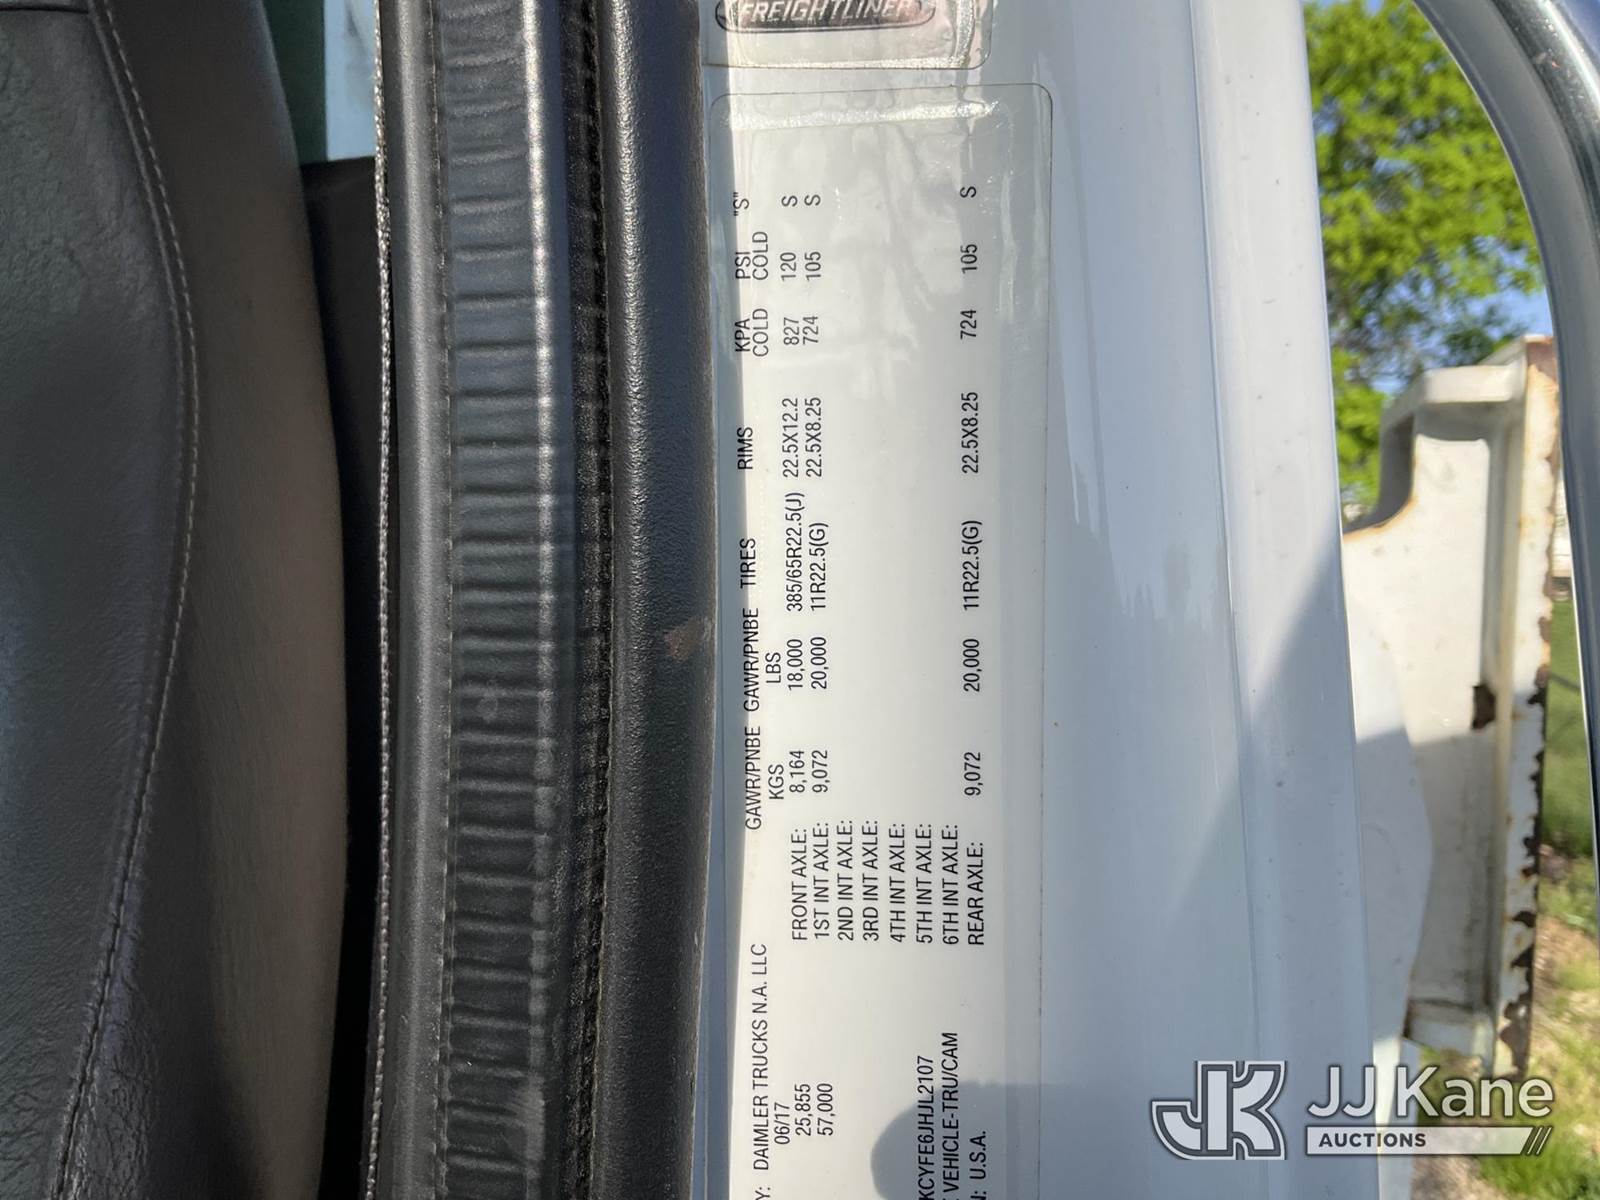 FREIGHTLINER
Y: DAIMLER TRUCKS N.A. LLC
06/17
25,855
57,000
GAWR/PNBE GAWR/PNBE TIRES RIMS KPA PSI "S"
KGS LBS COLD COLD
FRONT AXLE: 8,164 18,000 385/65R22.5(J) 22.5X12.2 827 120 S
1ST INT AXLE: 9,072 20,000 11R22.5(G) 22.5X8.25 724 105 S
2ND INT AXLE:
3RD INT AXLE:
4TH INT AXLE:
5TH INT AXLE:
6TH INT AXLE:
REAR AXLE: 9,072 20,000 11R22.5(G) 22.5X8.25 724 105 S
KCYFE6JHJL2107
VEHICLE-TRU/CAM
N: U.S.A.
JK JJ Kane
AUCTIONS